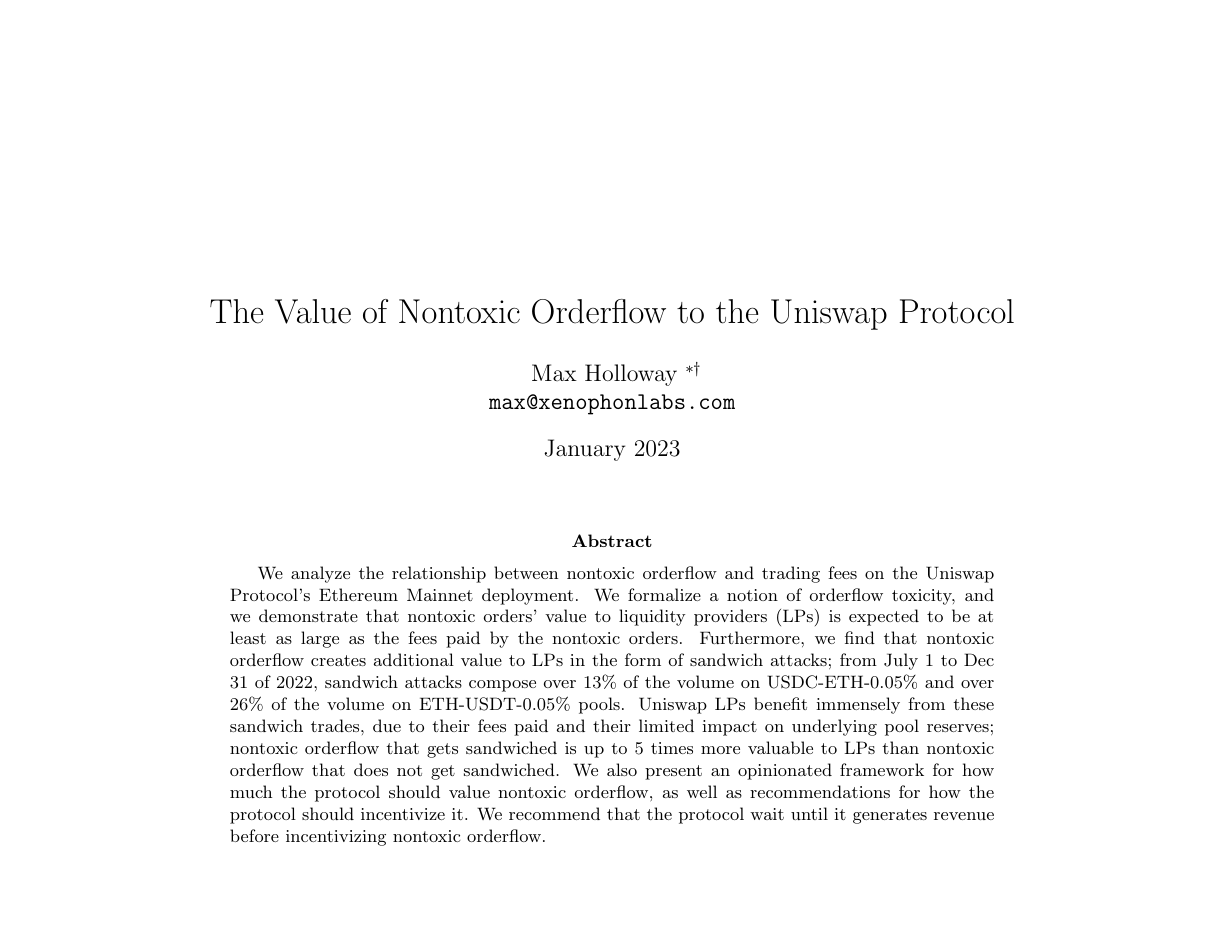 The Value of Nontoxic Orderflow to the Uniswap Protocol
Max Holloway *†
max@xenophonlabs.com
January 2023
Abstract
We analyze the relationship between nontoxic orderflow and trading fees on the Uniswap
Protocol's Ethereum Mainnet deployment. We formalize a notion of orderflow toxicity, and
we demonstrate that nontoxic orders' value to liquidity providers (LPs) is expected to be at
least as large as the fees paid by the nontoxic orders. Furthermore, we find that nontoxic
orderflow creates additional value to LPs in the form of sandwich attacks; from July 1 to Dec
31 of 2022, sandwich attacks compose over 13% of the volume on USDC-ETH-0.05% and over
26% of the volume on ETH-USDT-0.05% pools. Uniswap LPs benefit immensely from these
sandwich trades, due to their fees paid and their limited impact on underlying pool reserves;
nontoxic orderflow that gets sandwiched is up to 5 times more valuable to LPs than nontoxic
orderflow that does not get sandwiched. We also present an opinionated framework for how
much the protocol should value nontoxic orderflow, as well as recommendations for how the
protocol should incentivize it. We recommend that the protocol wait until it generates revenue
before incentivizing nontoxic orderflow.